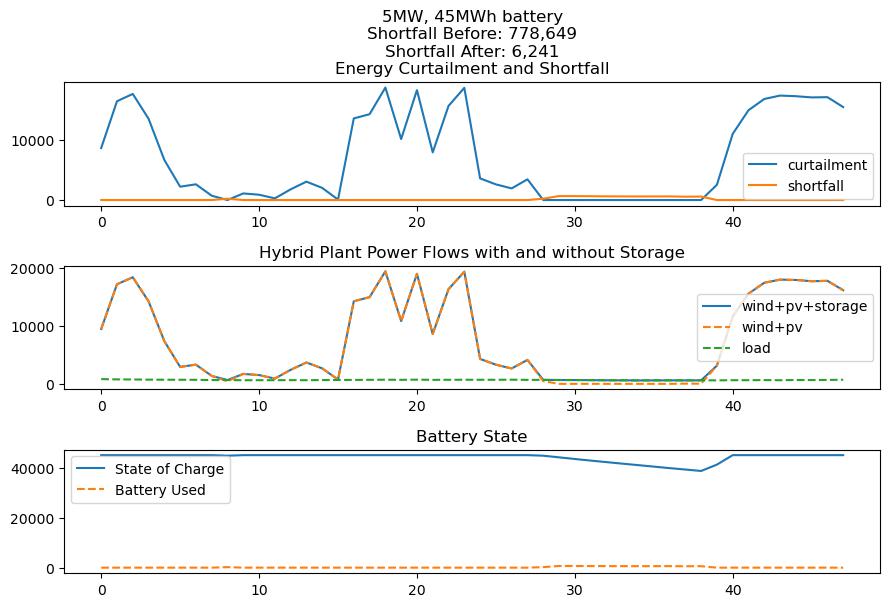 5MW, 45MWh battery
Shortfall Before: 778,649
Shortfall After: 6,241
Energy Curtailment and Shortfall
10000
0
curtailment
shortfall
0 10 20 30 40
Hybrid Plant Power Flows with and without Storage
20000
10000
0
wind+pv+storage
wind+pv
load
0 10 20 30 40
Battery State
40000
20000
0
State of Charge
Battery Used
0 10 20 30 40